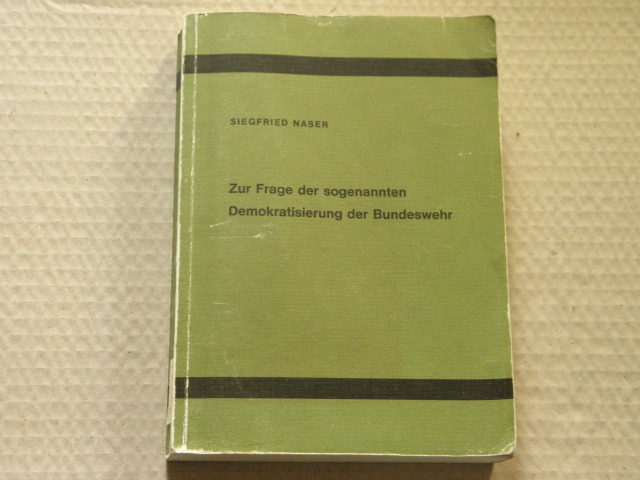 SIEGFRIED NASER
Zur Frage der sogenannten
Demokratisierung der Bundeswehr